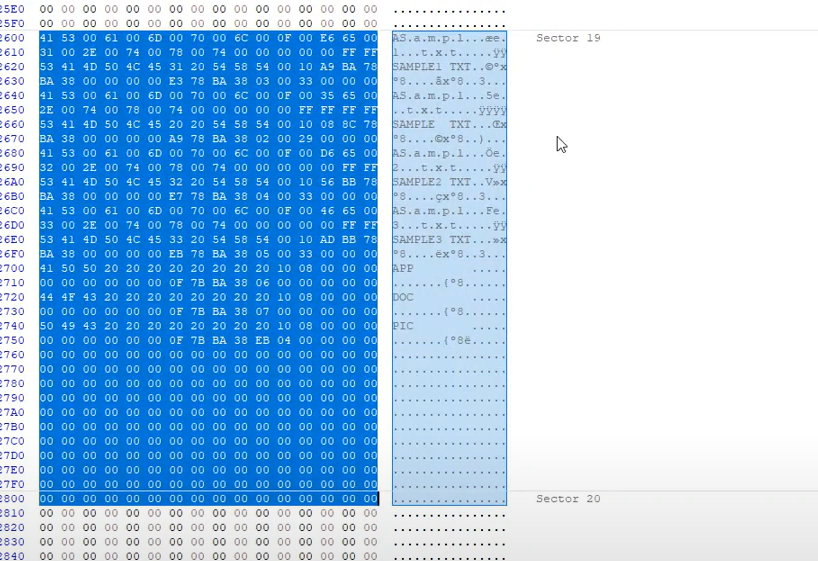 25E0 00 00 00 00 00 00 00 00 00 00 00 00 00 00 00 00 ................
25F0 00 00 00 00 00 00 00 00 00 00 00 00 00 00 00 00 ................
2600 41 53 00 61 00 6D 00 70 00 6C 00 0F 00 E6 65 00 AS.a.m.p.l...æe. Sector 19
2610 31 00 2E 00 74 00 78 00 74 00 00 00 00 00 FF FF 1...t.x.t.....ÿÿ
2620 53 41 4D 50 4C 45 31 20 54 58 54 00 10 A9 BA 78 SAMPLE1 TXT..©ºx
2630 BA 38 00 00 00 00 E3 78 BA 38 03 00 33 00 00 00 º8....ãxº8..3...
2640 41 53 00 61 00 6D 00 70 00 6C 00 0F 00 35 65 00 AS.a.m.p.l...5e.
2650 2E 00 74 00 78 00 74 00 00 00 00 00 FF FF FF FF ..t.x.t.....ÿÿÿÿ
2660 53 41 4D 50 4C 45 20 20 54 58 54 00 10 08 8C 78 SAMPLE  TXT...Œx
2670 BA 38 00 00 00 00 A9 78 BA 38 02 00 29 00 00 00 º8....©xº8..)...
2680 41 53 00 61 00 6D 00 70 00 6C 00 0F 00 D6 65 00 AS.a.m.p.l...Öe.
2690 32 00 2E 00 74 00 78 00 74 00 00 00 00 00 FF FF 2...t.x.t.....ÿÿ
26A0 53 41 4D 50 4C 45 32 20 54 58 54 00 10 56 BB 78 SAMPLE2 TXT..V»x
26B0 BA 38 00 00 00 00 E7 78 BA 38 04 00 33 00 00 00 º8....çxº8..3...
26C0 41 53 00 61 00 6D 00 70 00 6C 00 0F 00 46 65 00 AS.a.m.p.l...Fe.
26D0 33 00 2E 00 74 00 78 00 74 00 00 00 00 00 FF FF 3...t.x.t.....ÿÿ
26E0 53 41 4D 50 4C 45 33 20 54 58 54 00 10 AD BB 78 SAMPLE3 TXT...»x
26F0 BA 38 00 00 00 00 EB 78 BA 38 05 00 33 00 00 00 º8....ëxº8..3...
2700 41 50 50 20 20 20 20 20 20 20 20 10 08 00 00 00 APP        .....
2710 00 00 00 00 00 00 0F 7B BA 38 06 00 00 00 00 00 .......{º8......
2720 44 4F 43 20 20 20 20 20 20 20 20 10 08 00 00 00 DOC        .....
2730 00 00 00 00 00 00 0F 7B BA 38 07 00 00 00 00 00 .......{º8......
2740 50 49 43 20 20 20 20 20 20 20 20 10 08 00 00 00 PIC        .....
2750 00 00 00 00 00 00 0F 7B BA 38 EB 04 00 00 00 00 .......{º8ë.....
2760 00 00 00 00 00 00 00 00 00 00 00 00 00 00 00 00 ................
2770 00 00 00 00 00 00 00 00 00 00 00 00 00 00 00 00 ................
2780 00 00 00 00 00 00 00 00 00 00 00 00 00 00 00 00 ................
2790 00 00 00 00 00 00 00 00 00 00 00 00 00 00 00 00 ................
27A0 00 00 00 00 00 00 00 00 00 00 00 00 00 00 00 00 ................
27B0 00 00 00 00 00 00 00 00 00 00 00 00 00 00 00 00 ................
27C0 00 00 00 00 00 00 00 00 00 00 00 00 00 00 00 00 ................
27D0 00 00 00 00 00 00 00 00 00 00 00 00 00 00 00 00 ................
27E0 00 00 00 00 00 00 00 00 00 00 00 00 00 00 00 00 ................
27F0 00 00 00 00 00 00 00 00 00 00 00 00 00 00 00 00 ................
2800 00 00 00 00 00 00 00 00 00 00 00 00 00 00 00 00 ................ Sector 20
2810 00 00 00 00 00 00 00 00 00 00 00 00 00 00 00 00 ................
2820 00 00 00 00 00 00 00 00 00 00 00 00 00 00 00 00 ................
2830 00 00 00 00 00 00 00 00 00 00 00 00 00 00 00 00 ................
2840 00 00 00 00 00 00 00 00 00 00 00 00 00 00 00 00 ................